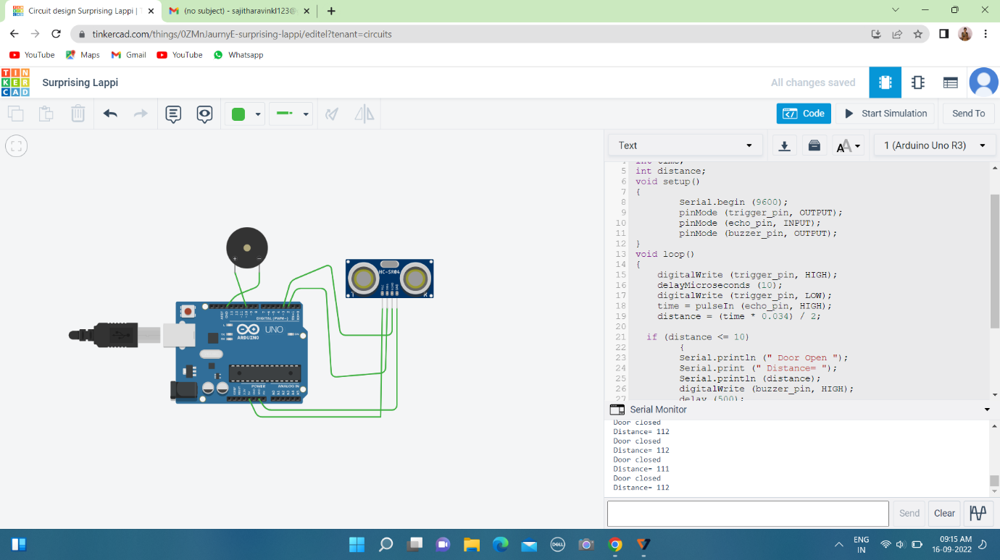 Circuit design Surprising Lappi |
(no subject) - sajitharavinkl123@
tinkercad.com/things/0ZMnJaurnyE-surprising-lappi/editel?tenant=circuits
YouTube
Maps
Gmail
YouTube
Whatsapp
TIN
KER
CAD
Surprising Lappi
All changes saved
Code
Start Simulation
Send To
Text
AA
1 (Arduino Uno R3)
int time;
5 int distance;
6 void setup()
7 {
8 Serial.begin (9600);
9 pinMode (trigger_pin, OUTPUT);
10 pinMode (echo_pin, INPUT);
11 pinMode (buzzer_pin, OUTPUT);
12 }
13 void loop()
14 {
15 digitalWrite (trigger_pin, HIGH);
16 delayMicroseconds (10);
17 digitalWrite (trigger_pin, LOW);
18 time = pulseIn (echo_pin, HIGH);
19 distance = (time * 0.034) / 2;
20
21 if (distance <= 10)
22 {
23 Serial.println (" Door Open ");
24 Serial.print (" Distance= ");
25 Serial.println (distance);
26 digitalWrite (buzzer_pin, HIGH);
27 delay (500);
HC-SR04
DIGITAL (PWM~)
UNO
ARDUINO
POWER
ANALOG IN
Serial Monitor
Door closed
Distance= 112
Door closed
Distance= 112
Door closed
Distance= 111
Door closed
Distance= 112
Send
Clear
DELL
ENG
IN
09:15 AM
16-09-2022